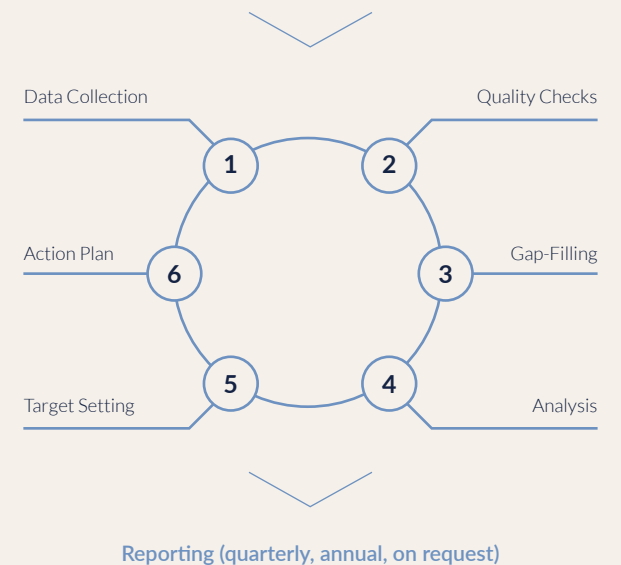 Data Collection
Quality Checks
1
2
Action Plan
6
3
Gap-Filling
5
4
Target Setting
Analysis
Reporting (quarterly, annual, on request)